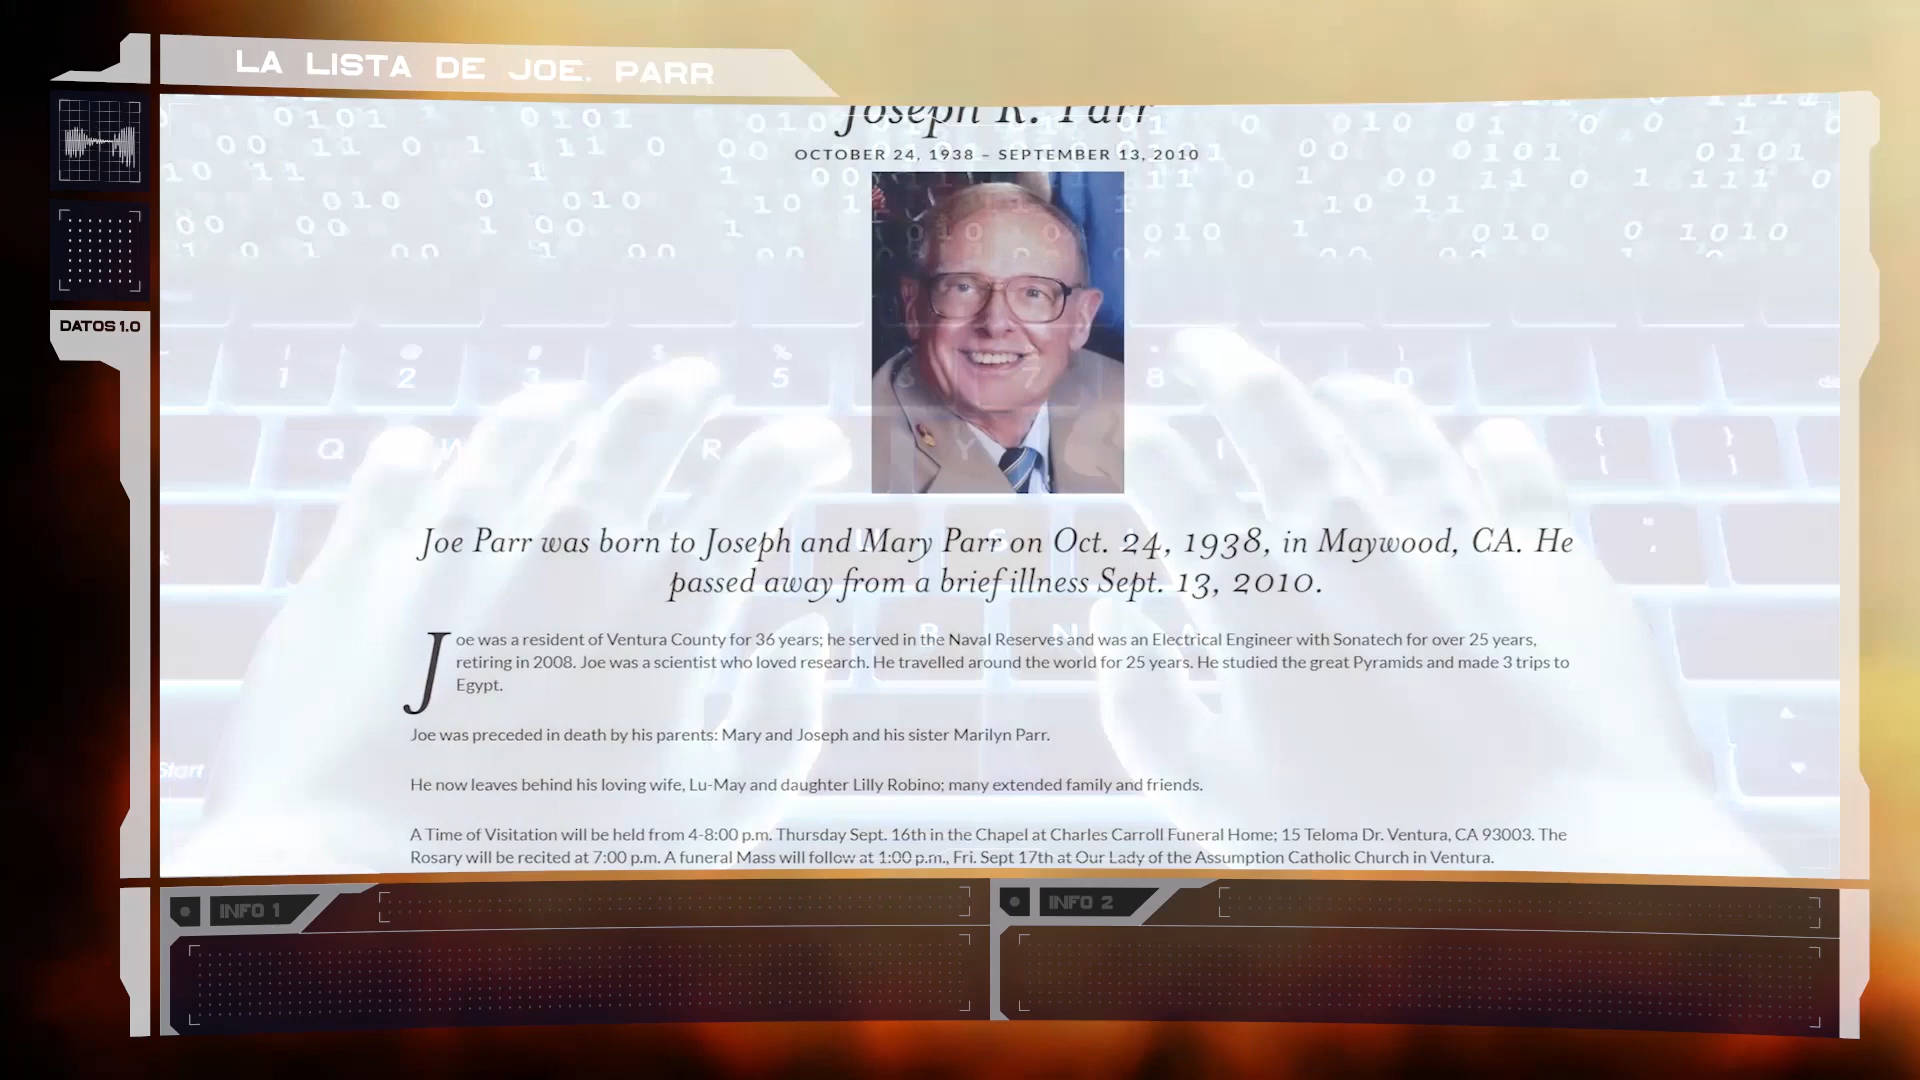 LA LISTA DE JOE. PARR
Joseph R. Parr
OCTOBER 24, 1938 – SEPTEMBER 13, 2010
DATOS 1.0
Joe Parr was born to Joseph and Mary Parr on Oct. 24, 1938, in Maywood, CA. He
passed away from a brief illness Sept. 13, 2010.
Joe was a resident of Ventura County for 36 years; he served in the Naval Reserves and was an Electrical Engineer with Sonatech for over 25 years,
retiring in 2008. Joe was a scientist who loved research. He travelled around the world for 25 years. He studied the great Pyramids and made 3 trips to
Egypt.
Joe was preceded in death by his parents: Mary and Joseph and his sister Marilyn Parr.
He now leaves behind his loving wife, Lu-May and daughter Lilly Robino; many extended family and friends.
A Time of Visitation will be held from 4-8:00 p.m. Thursday Sept. 16th in the Chapel at Charles Carroll Funeral Home; 15 Teloma Dr. Ventura, CA 93003. The
Rosary will be recited at 7:00 p.m. A funeral Mass will follow at 1:00 p.m., Fri. Sept 17th at Our Lady of the Assumption Catholic Church in Ventura.
INFO 1
INFO 2